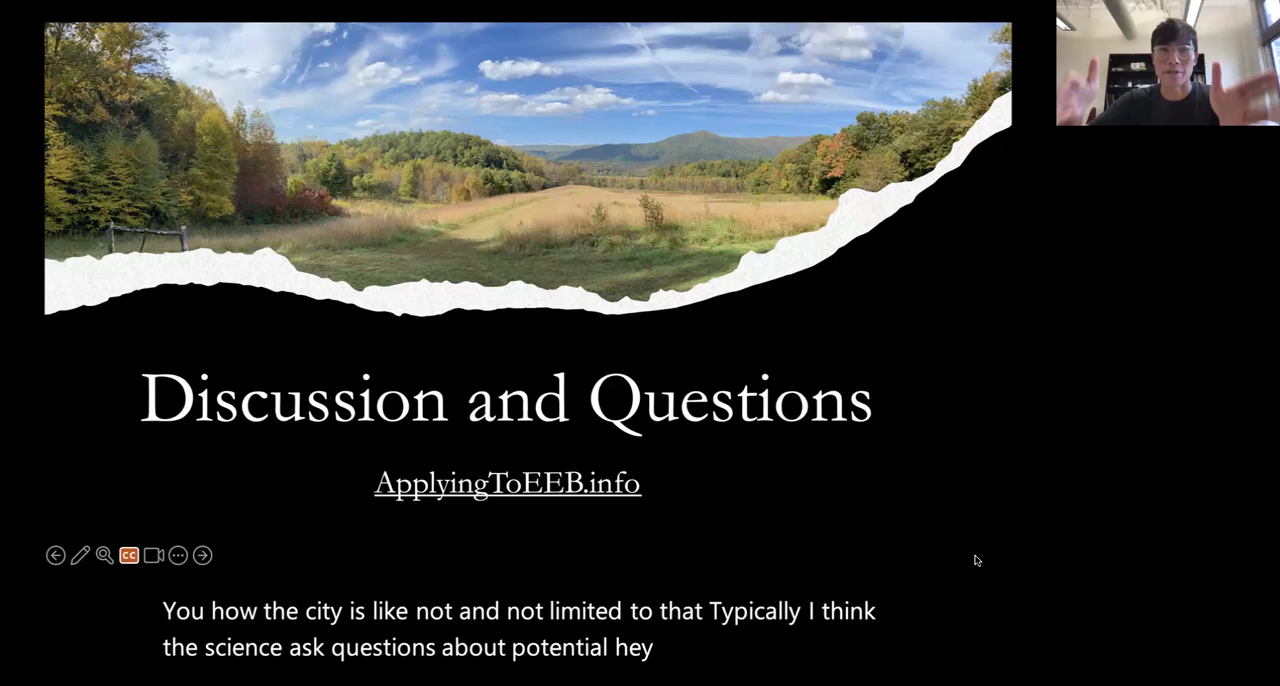 Discussion and Questions
ApplyingToEEB.info
CC
You how the city is like not and not limited to that Typically I think
the science ask questions about potential hey